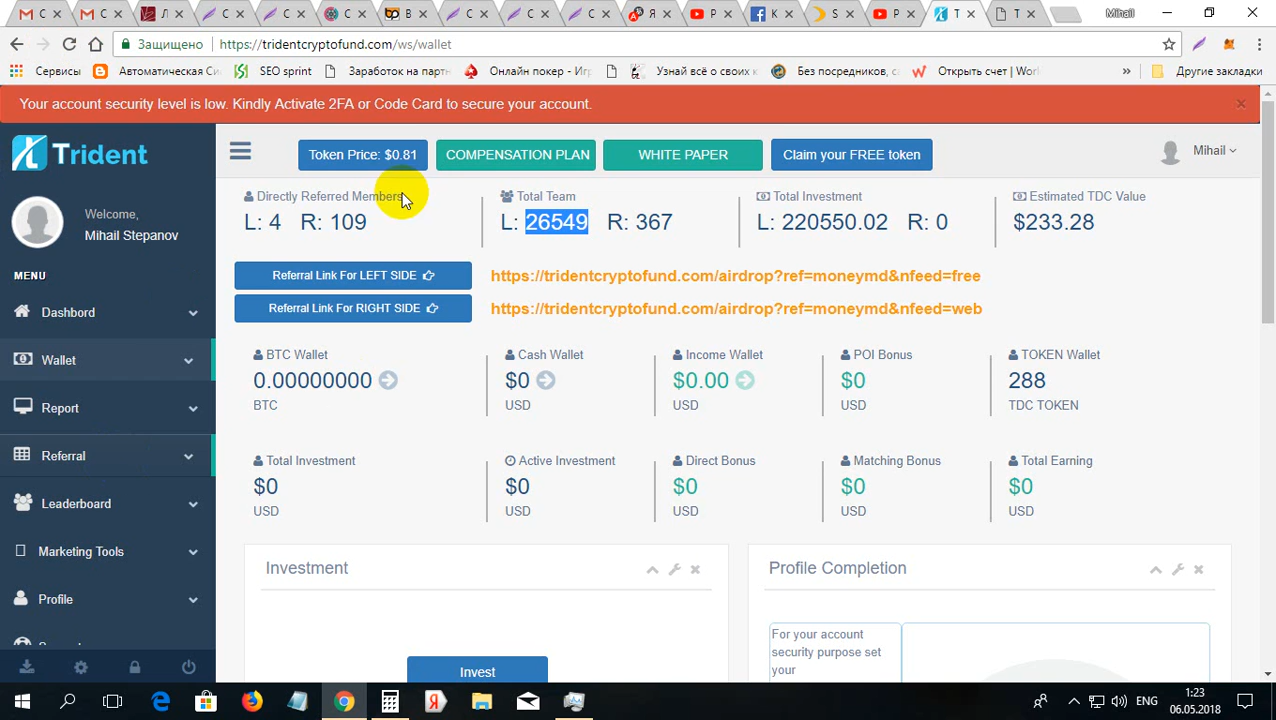 Mihail
Защищено
https://tridentcryptofund.com/ws/wallet
Сервисы
Автоматическая Си
SEO sprint
Заработок на партн
Онлайн покер - Игр
Узнай всё о своих к
Без посредников, се
Открыть счет | Worl
»
Другие закладки
Your account security level is low. Kindly Activate 2FA or Code Card to secure your account.
Trident
Token Price: $0.81
COMPENSATION PLAN
WHITE PAPER
Claim your FREE token
Mihail
Welcome,
Mihail Stepanov
MENU
Dashbord
Wallet
Report
Referral
Leaderboard
Marketing Tools
Profile
Directly Referred Members
L: 4 R: 109
Total Team
L: 26549 R: 367
Total Investment
L: 220550.02 R: 0
Estimated TDC Value
$233.28
Referral Link For LEFT SIDE
https://tridentcryptofund.com/airdrop?ref=moneymd&nfeed=free
Referral Link For RIGHT SIDE
https://tridentcryptofund.com/airdrop?ref=moneymd&nfeed=web
BTC Wallet
0.00000000
BTC
Cash Wallet
$0
USD
Income Wallet
$0.00
USD
POI Bonus
$0
USD
TOKEN Wallet
288
TDC TOKEN
Total Investment
$0
USD
Active Investment
$0
USD
Direct Bonus
$0
USD
Matching Bonus
$0
USD
Total Earning
$0
USD
Investment
Invest
Profile Completion
For your account
security purpose set
your
ENG
1:23
06.05.2018